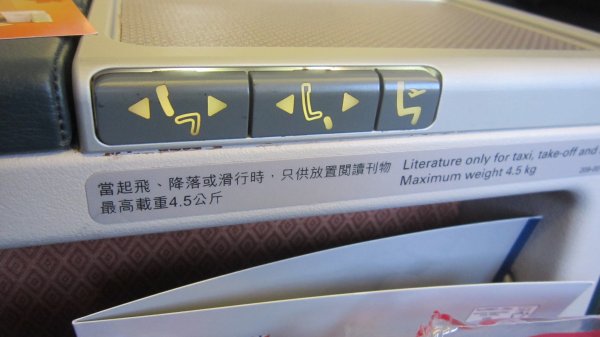 當起飛、降落或滑行時，只供放置閱讀刊物
最高載重4.5公斤
Literature only for taxi, take-off and
Maximum weight 4.5 kg